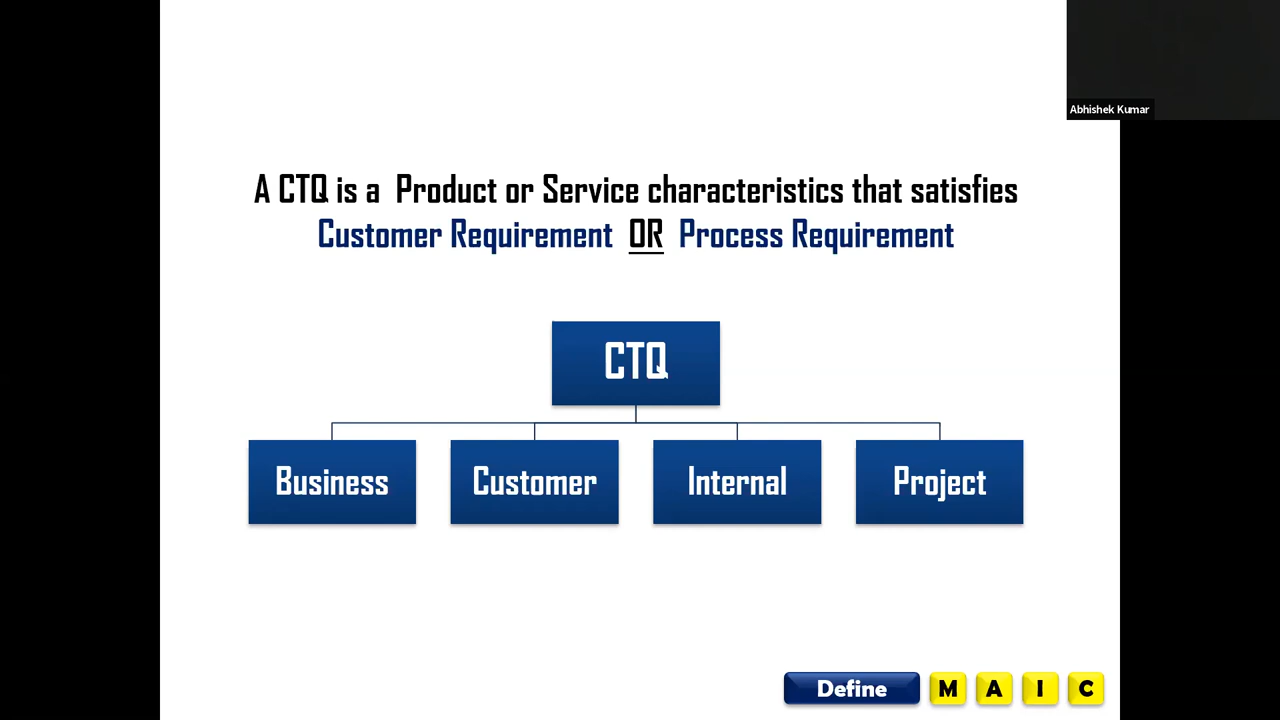 Abhishek Kumar
A CTQ is a Product or Service characteristics that satisfies
Customer Requirement OR Process Requirement
CTQ
Business Customer Internal Project
Define M A I C